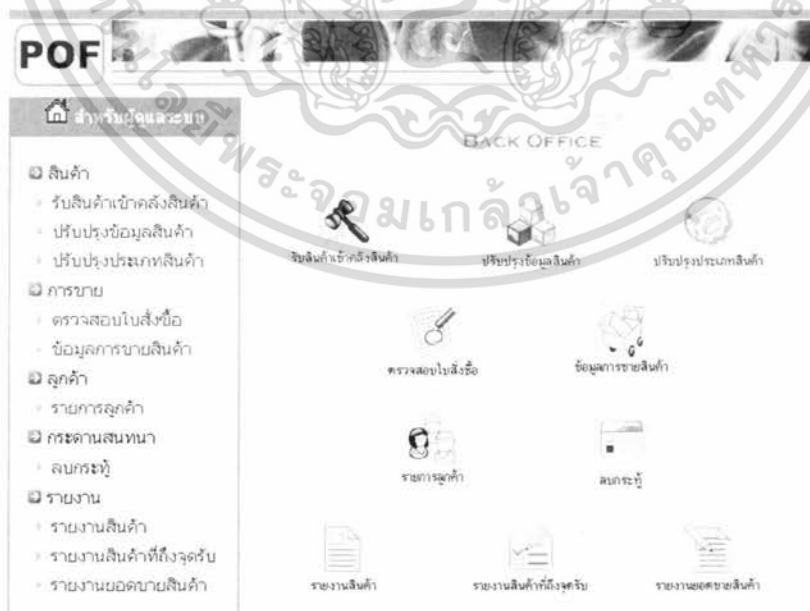 POF
สำหรับผู้ดูแลระบบ
สินค้า
รับสินค้าเข้าคลังสินค้า
ปรับปรุงข้อมูลสินค้า
ปรับปรุงประเภทสินค้า
การขาย
ตรวจสอบใบสั่งซื้อ
ข้อมูลการขายสินค้า
ลูกค้า
รายการลูกค้า
กระดานสนทนา
ลบกระทู้
รายงาน
รายงานสินค้า
รายงานสินค้าที่ถึงจุดรับ
รายงานยอดขายสินค้า
BACK OFFICE
รับสินค้าเข้าคลังสินค้า ปรับปรุงข้อมูลสินค้า ปรับปรุงประเภทสินค้า
ตรวจสอบใบสั่งซื้อ ข้อมูลการขายสินค้า
รายการลูกค้า ลบกระทู้
รายงานสินค้า รายงานสินค้าที่ถึงจุดรับ รายงานยอดขายสินค้า